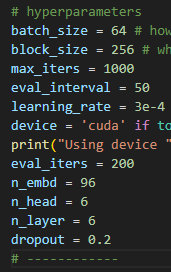 # hyperparameters
batch_size = 64 # how
block_size = 256 # wh
max_iters = 1000
eval_interval = 50
learning_rate = 3e-4
device = 'cuda' if to
print("Using device "
eval_iters = 200
n_embd = 96
n_head = 6
n_layer = 6
dropout = 0.2
# ------------